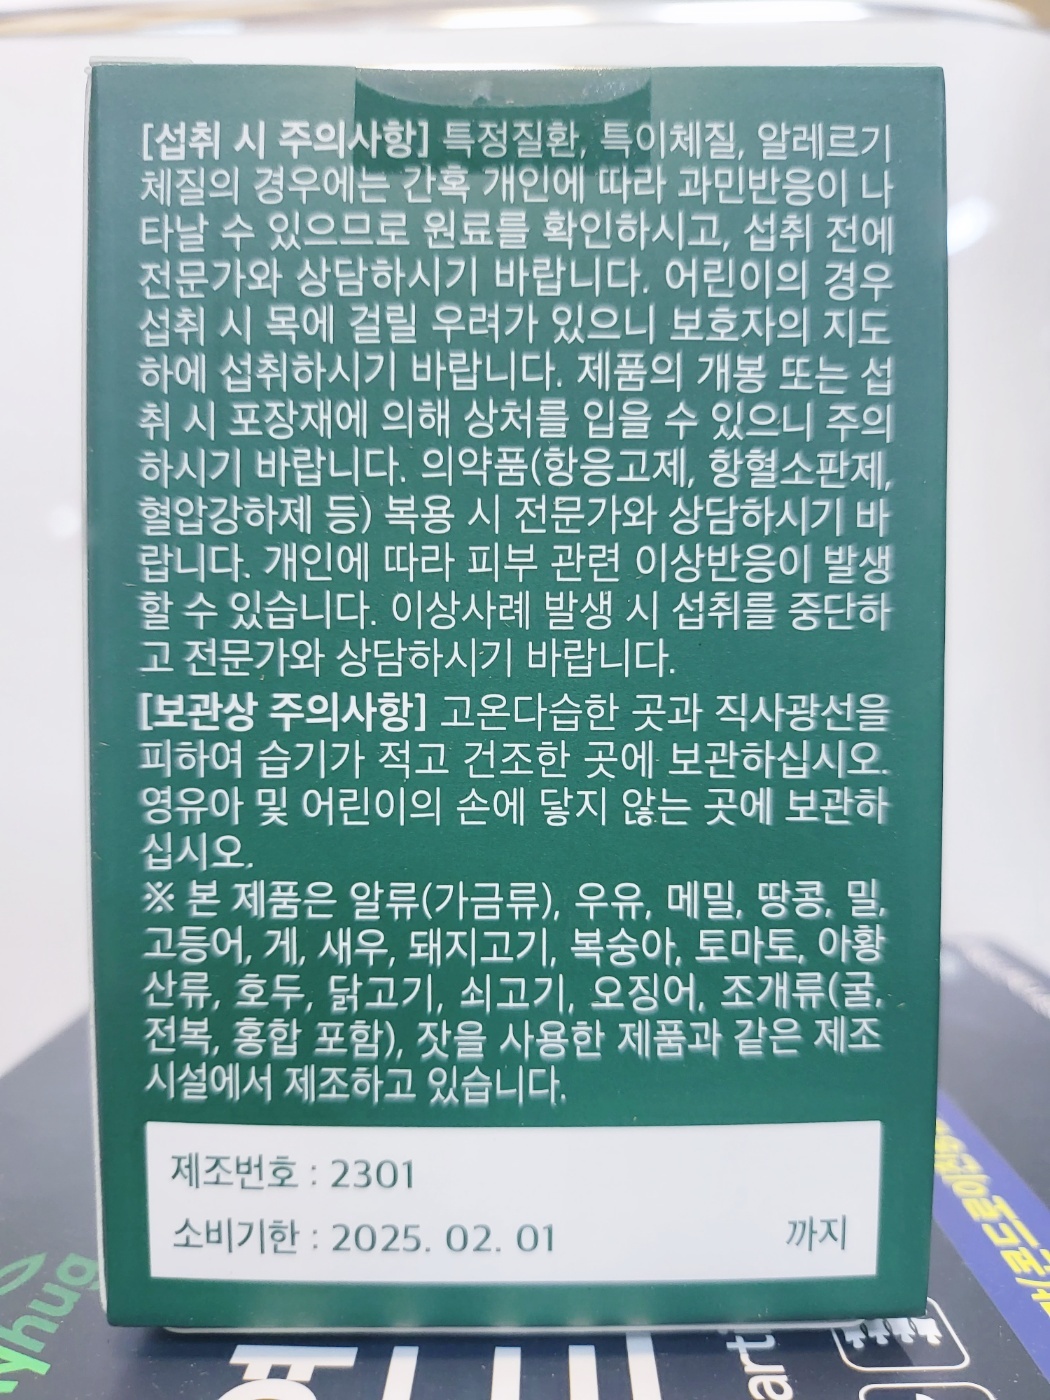 [섭취 시 주의사항] 특정질환, 특이체질, 알레르기
체질의 경우에는 간혹 개인에 따라 과민반응이 나
타날 수 있으므로 원료를 확인하시고, 섭취 전에
전문가와 상담하시기 바랍니다. 어린이의 경우
섭취 시 목에 걸릴 우려가 있으니 보호자의 지도
하에 섭취하시기 바랍니다. 제품의 개봉 또는 섭
취 시 포장재에 의해 상처를 입을 수 있으니 주의
하시기 바랍니다. 의약품(항응고제, 항혈소판제,
혈압강하제 등) 복용 시 전문가와 상담하시기 바
랍니다. 개인에 따라 피부 관련 이상반응이 발생
할 수 있습니다. 이상사례 발생 시 섭취를 중단하
고 전문가와 상담하시기 바랍니다.
[보관상 주의사항] 고온다습한 곳과 직사광선을
피하여 습기가 적고 건조한 곳에 보관하십시오.
영유아 및 어린이의 손에 닿지 않는 곳에 보관하
십시오.
※ 본 제품은 알류(가금류), 우유, 메밀, 땅콩, 밀,
고등어, 게, 새우, 돼지고기, 복숭아, 토마토, 아황
산류, 호두, 닭고기, 쇠고기, 오징어, 조개류(굴,
전복, 홍합 포함), 잣을 사용한 제품과 같은 제조
시설에서 제조하고 있습니다.
제조번호 : 2301
소비기한 : 2025. 02. 01 까지
yhug
art